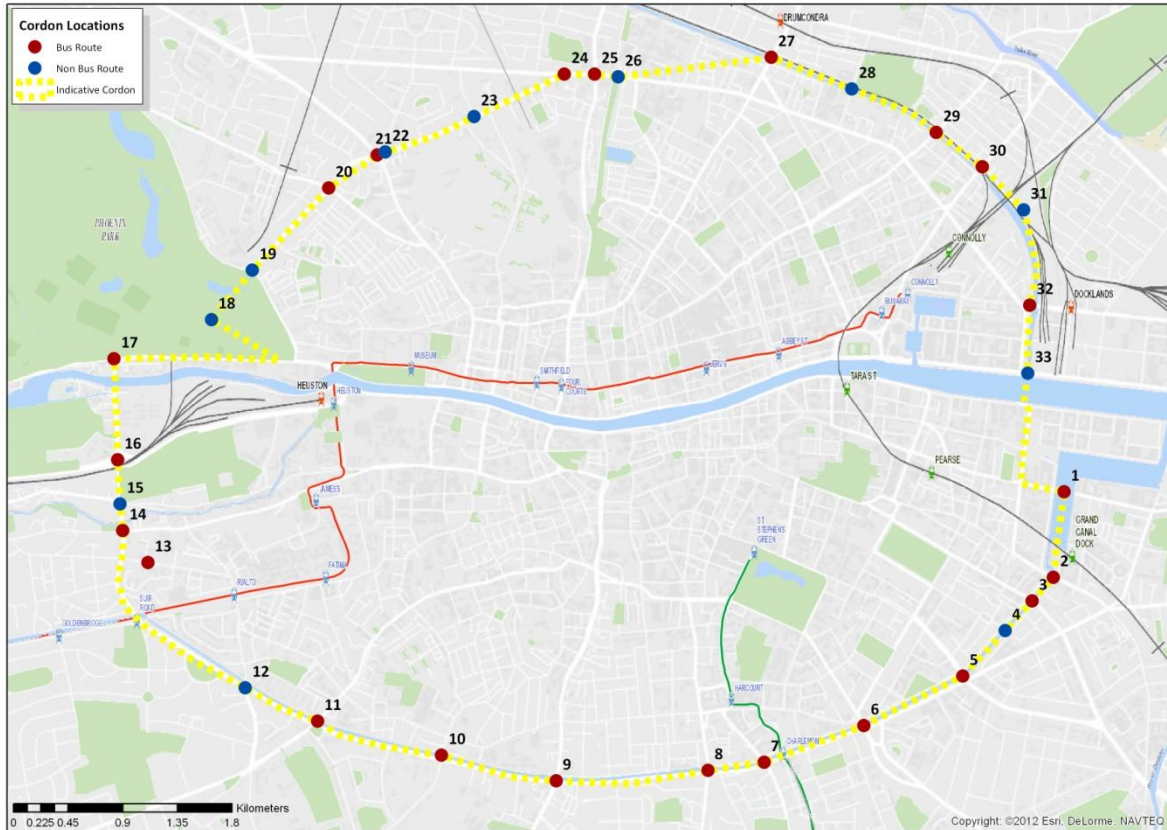 Cordon Locations
Bus Route
Non Bus Route
Indicative Cordon
DRUMCONDRA
27
24
25
26
28
23
29
21
22
30
20
31
PHOENIX
PARK
CONNOLLY
19
CONNOLLY
18
BUSARAS
32
DOCKLANDS
17
MUSEUM
ABBEY ST
33
SMITHFIELD
FOUR
COURTS
JERVIS
TARA ST
HEUSTON
HEUSTON
16
PEARSE
1
15
JAMES'S
14
ST.
STEPHEN'S
GREEN
GRAND
CANAL
DOCK
13
2
FATIMA
3
RIALTO
4
SUIR
ROAD
GOLDENBRIDGE
5
12
HARCOURT
11
6
10
7
CHARLEMONT
8
9
Kilometers
0 0.225 0.45 0.9 1.35 1.8
Copyright: ©2012 Esri, DeLorme, NAVTEQ